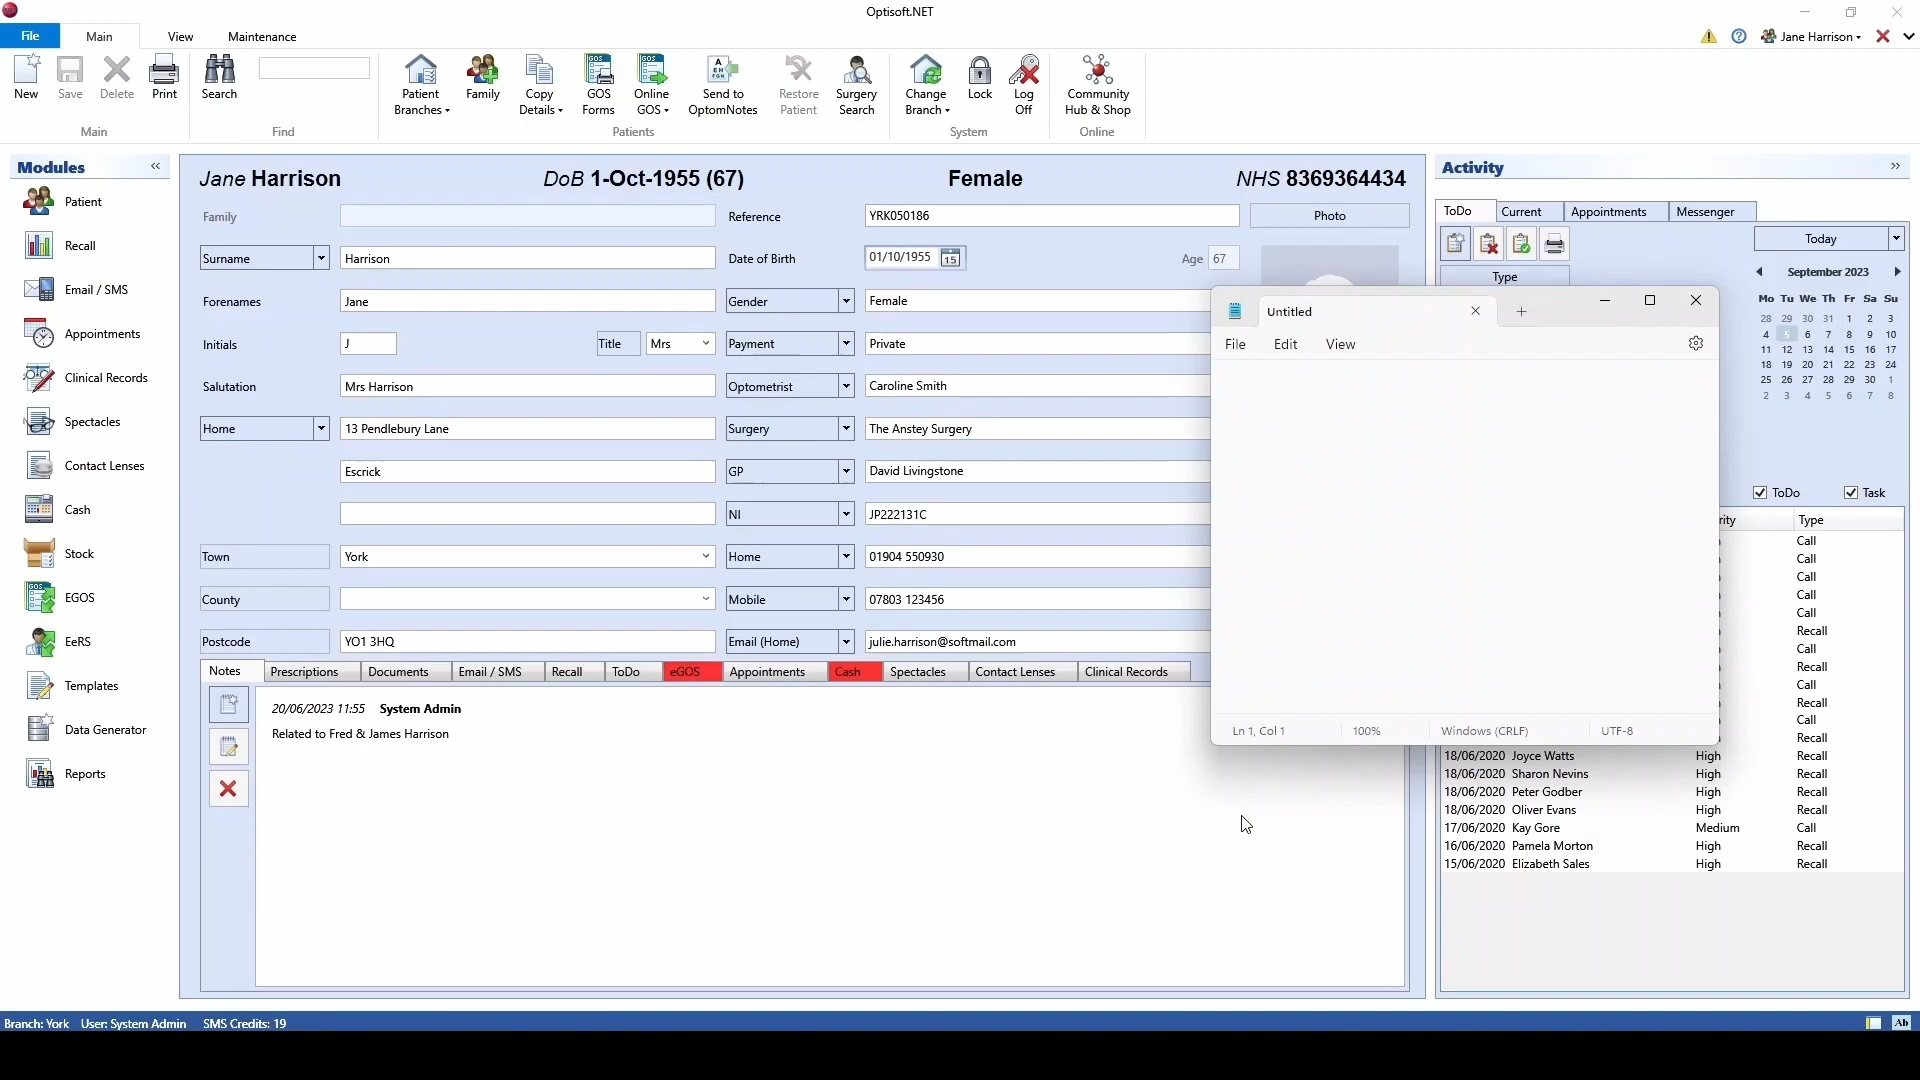 Optisoft.NET
File Main View Maintenance
Jane Harrison
New Save Delete Print
Main
Search
Find
Patient Branches Family Copy Details GOS Forms Online GOS Send to OptomNotes Restore Patient Surgery Search
Patients
Change Branch Lock Log Off
System
Community Hub & Shop
Online
Modules
Patient
Recall
Email / SMS
Appointments
Clinical Records
Spectacles
Contact Lenses
Cash
Stock
EGOS
EeRS
Templates
Data Generator
Reports
Jane Harrison DoB 1-Oct-1955 (67) Female NHS 8369364434
Family Reference YRK050186 Photo
Surname Harrison Date of Birth 01/10/1955 15 Age 67
Forenames Jane Gender Female
Initials J Title Mrs Payment Private
Salutation Mrs Harrison Optometrist Caroline Smith
Home 13 Pendlebury Lane Surgery The Anstey Surgery
Escrick GP David Livingstone
NI JP222131C
Town York Home 01904 550930
County Mobile 07803 123456
Postcode YO1 3HQ Email (Home) julie.harrison@softmail.com
Notes Prescriptions Documents Email / SMS Recall ToDo eGOS Appointments Cash Spectacles Contact Lenses Clinical Records
20/06/2023 11:55 System Admin
Related to Fred & James Harrison
Untitled
File Edit View
Ln 1, Col 1 100% Windows (CRLF) UTF-8
Activity
ToDo Current Appointments Messenger
Today
Type
September 2023
Mo Tu We Th Fr Sa Su
28 29 30 31 1 2 3
4 5 6 7 8 9 10
11 12 13 14 15 16 17
18 19 20 21 22 23 24
25 26 27 28 29 30 1
2 3 4 5 6 7 8
ToDo Task
Type
Call
Call
Call
Call
Call
Recall
Call
Recall
Call
Recall
Call
Recall
18/06/2020 Joyce Watts High Recall
18/06/2020 Sharon Nevins High Recall
18/06/2020 Peter Godber High Recall
18/06/2020 Oliver Evans High Recall
17/06/2020 Kay Gore Medium Call
16/06/2020 Pamela Morton High Recall
15/06/2020 Elizabeth Sales High Recall
Branch: York User: System Admin SMS Credits: 19
Ab